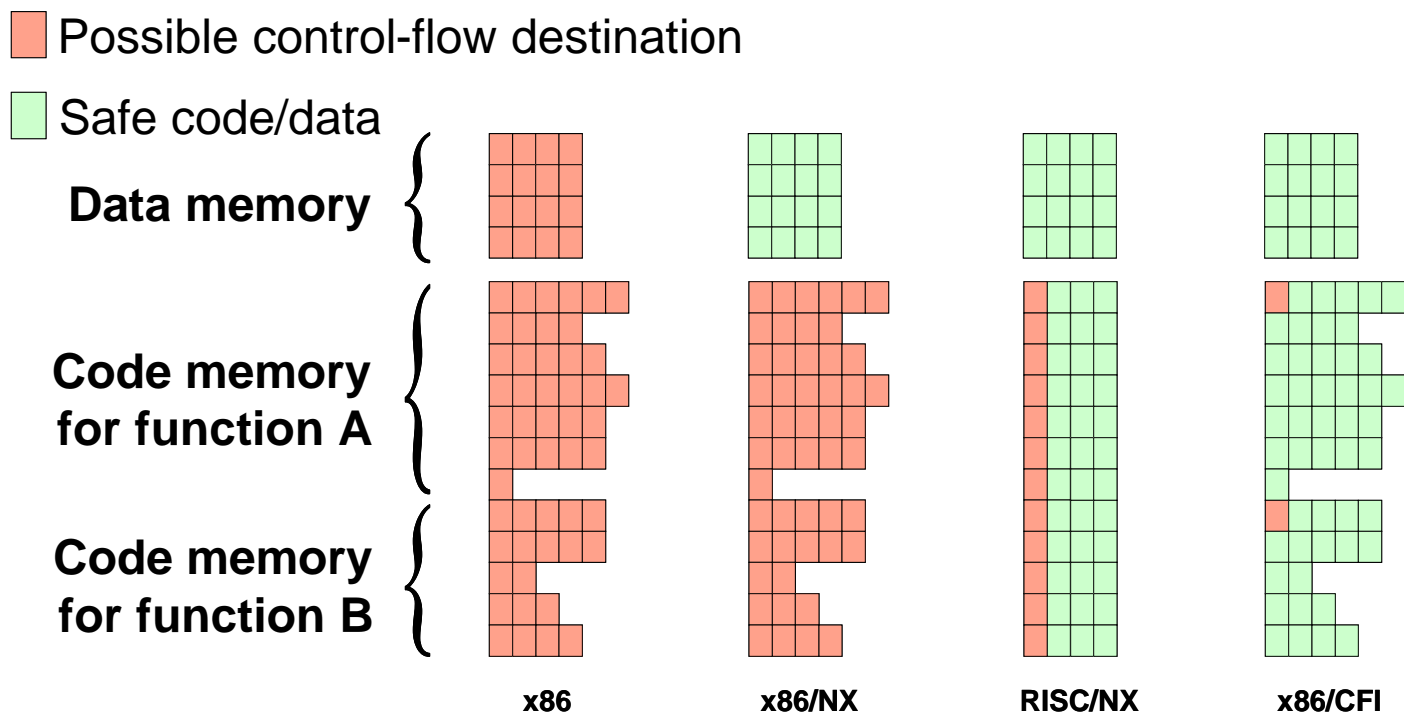 Possible control-flow destination
Safe code/data
Data memory
Code memory
for function A
Code memory
for function B
x86
x86/NX
RISC/NX
x86/CFI